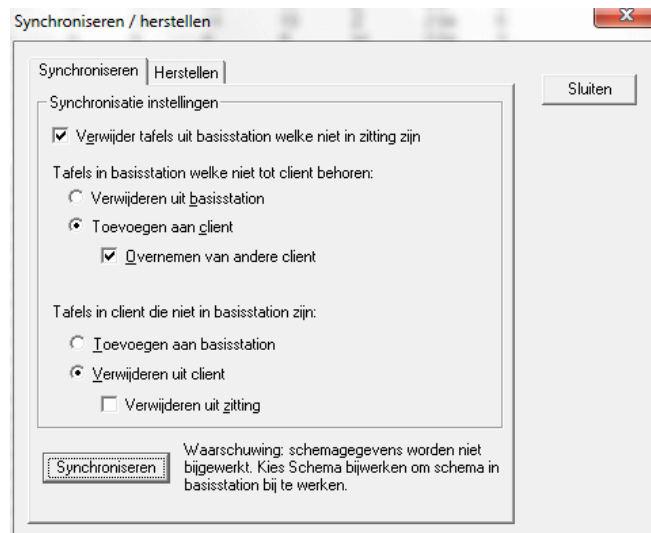 Synchroniseren / herstellen
Synchroniseren
Herstellen
Sluiten
Synchronisatie instellingen
Verwijder tafels uit basisstation welke niet in zitting zijn
Tafels in basisstation welke niet tot client behoren:
Verwijderen uit basisstation
Toevoegen aan client
Overnemen van andere client
Tafels in client die niet in basisstation zijn:
Toevoegen aan basisstation
Verwijderen uit client
Verwijderen uit zitting
Synchroniseren
Waarschuwing: schemagegevens worden niet
bijgewerkt. Kies Schema bijwerken om schema in
basisstation bij te werken.